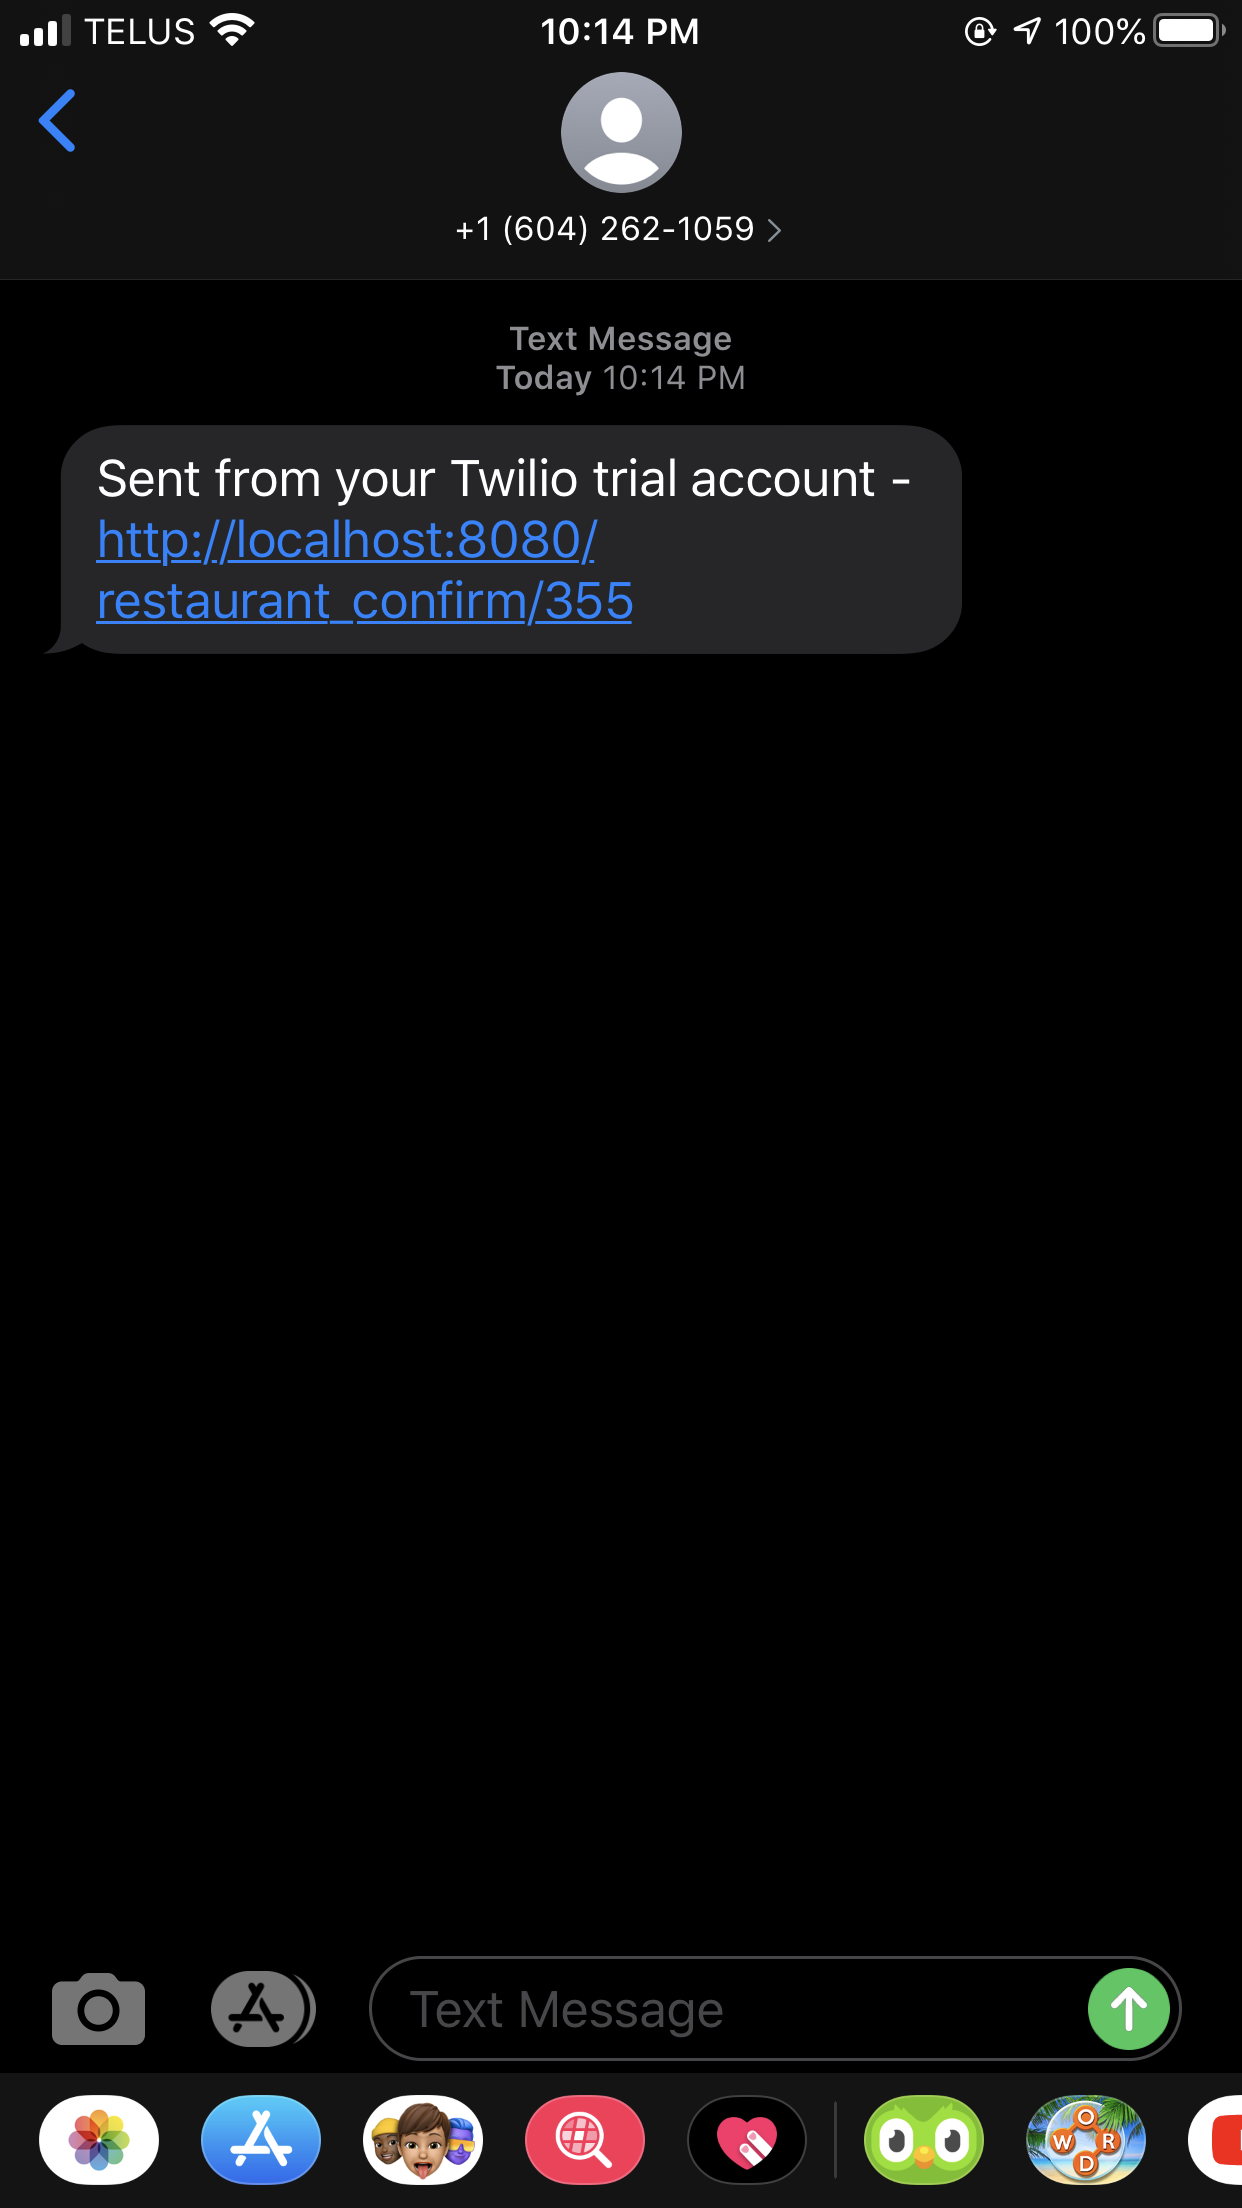 TELUS 10:14 PM 100%
+1 (604) 262-1059
Text Message
Today 10:14 PM
Sent from your Twilio trial account -
http://localhost:8080/
restaurant_confirm/355
Text Message
O
W R
D